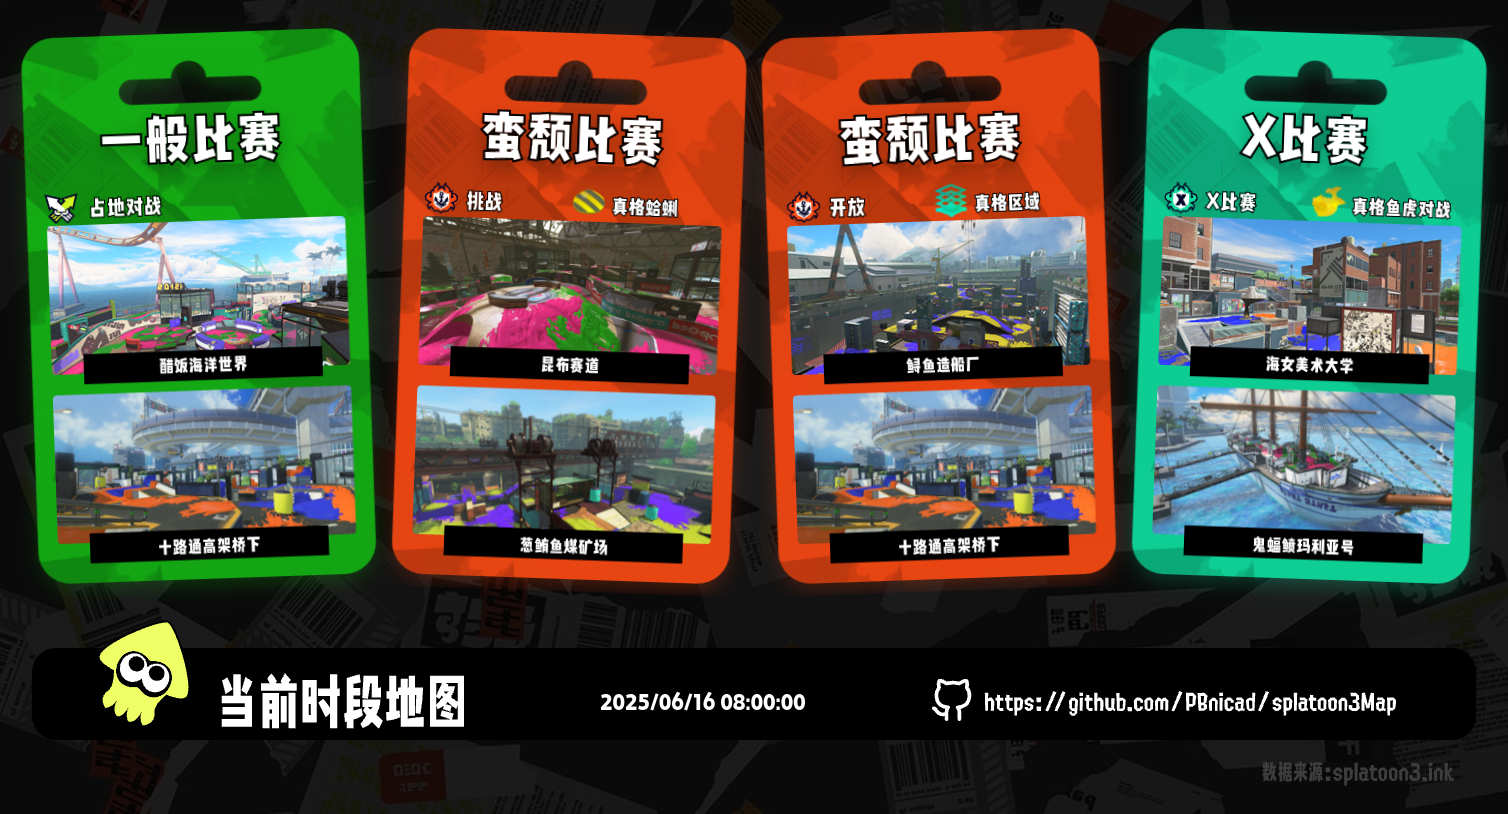 一般比赛
占地对战
醋饭海洋世界
十路通高架桥下
蛮颓比赛
挑战
真格蛤蜊
昆布赛道
葱鲔鱼煤矿场
蛮颓比赛
开放
真格区域
鲟鱼造船厂
十路通高架桥下
X比赛
X比赛
真格鱼虎对战
海女美术大学
鬼蝠鲼玛利亚号
当前时段地图
2025/06/16 08:00:00
https://github.com/PBnicad/splatoon3Map
数据来源:splatoon3.ink